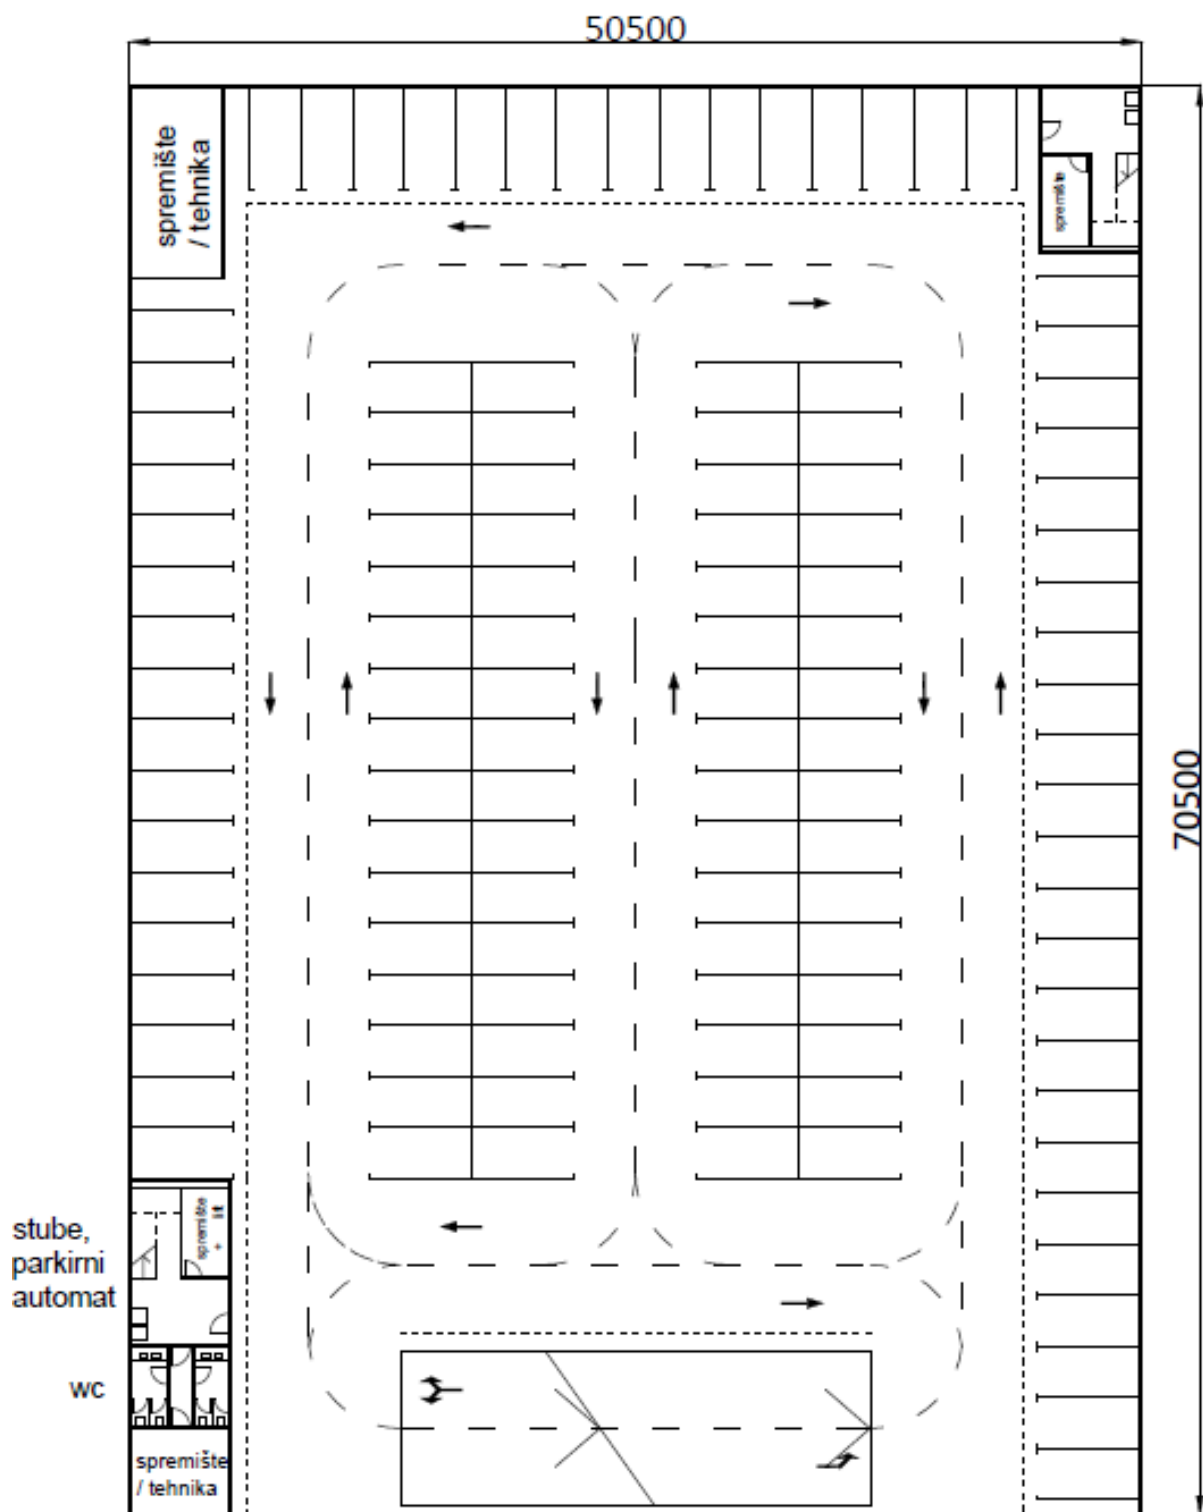 50500
spremište
/ tehnika
spremište
70500
stube,
parkirni
automat
spremište
+ lift
wc
spremište
/ tehnika